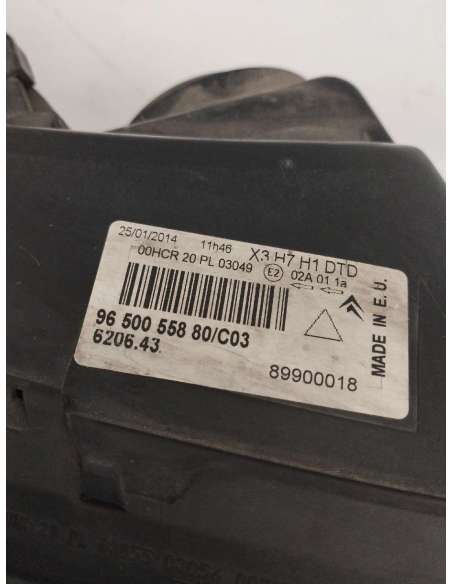 25/01/2014 11h46 X3 H7 H1 DTD
00HCR 20 PL 03049 E2 02A 01 1a
96 500 558 80/C03
6206.43
89900018
MADE IN E.U.